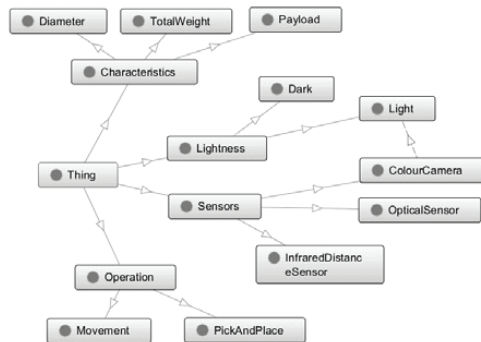 Diameter
TotalWeight
Payload
Characteristics
Dark
Light
Lightness
Thing
ColourCamera
Sensors
OpticalSensor
InfraredDistanc
eSensor
Operation
Movement
PickAndPlace